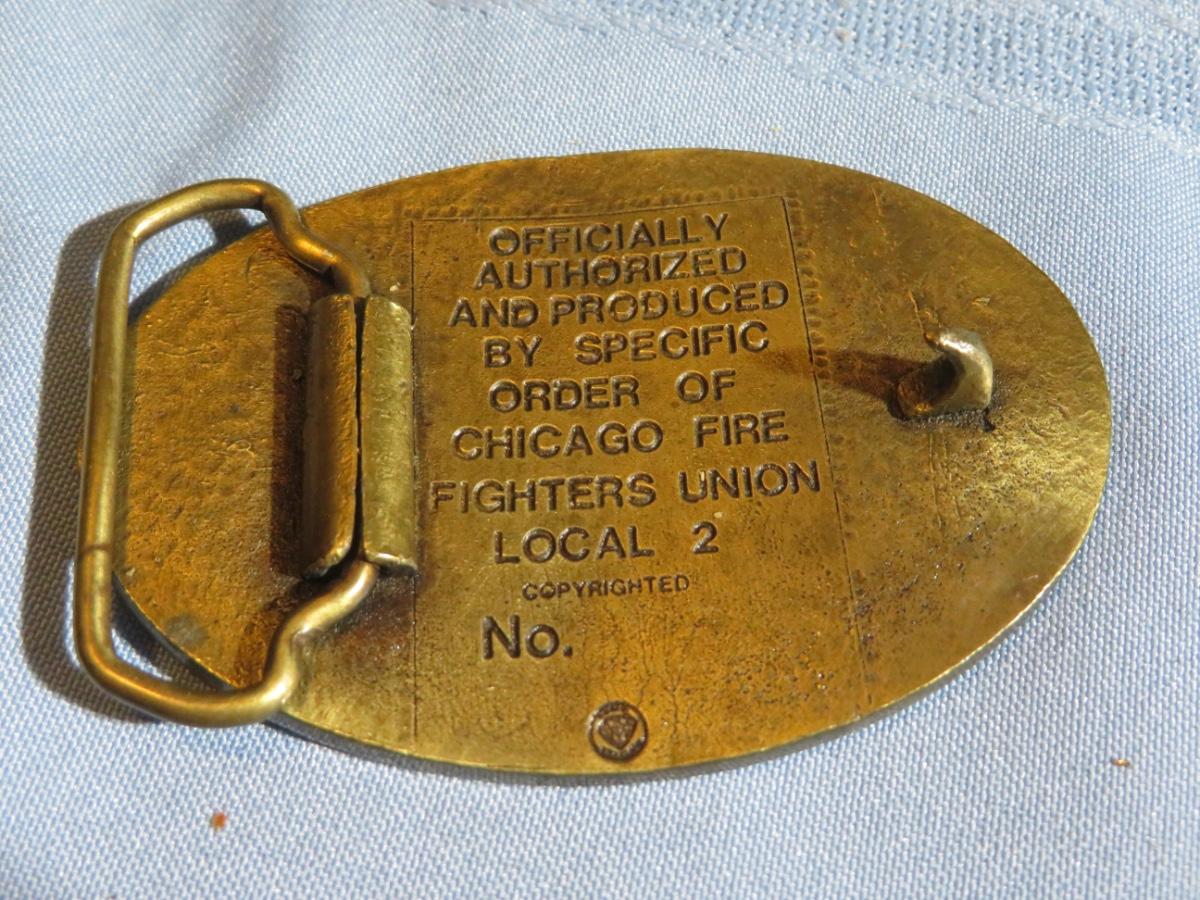 OFFICIALLY
AUTHORIZED
AND PRODUCED
BY SPECIFIC
ORDER OF
CHICAGO FIRE
FIGHTERS UNION
LOCAL 2
COPYRIGHTED
No.